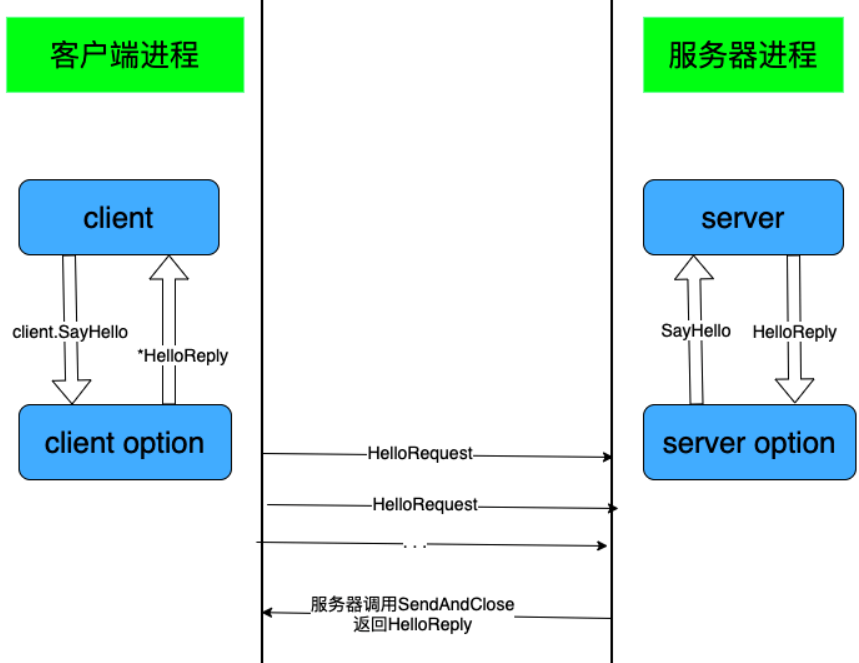 客户端进程
服务器进程
client
server
client.SayHello
*HelloReply
SayHello
HelloReply
client option
server option
HelloRequest
HelloRequest
. . .
服务器调用SendAndClose
返回HelloReply